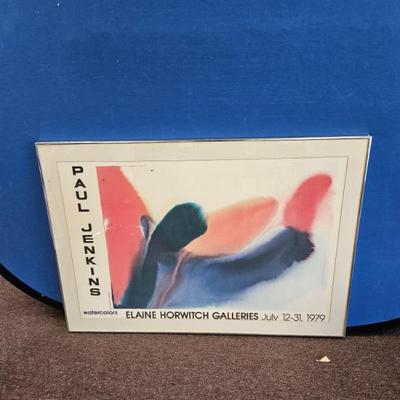 PAUL JENKINS
watercolors ELAINE HORWITCH GALLERIES July 12-31, 1979